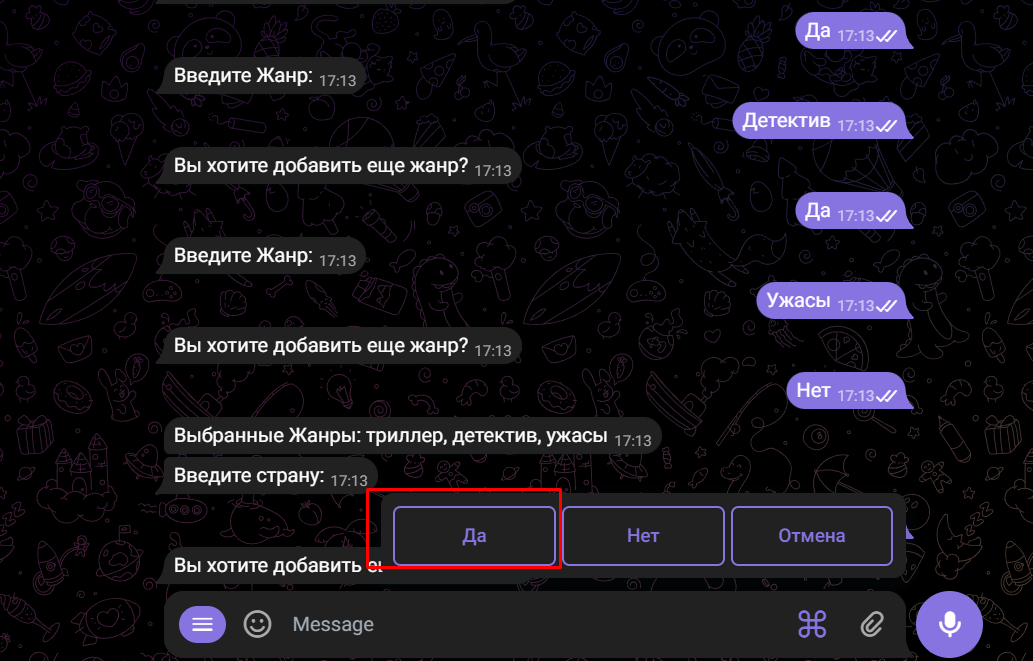 Да 17:13
Введите Жанр: 17:13
Детектив 17:13
Вы хотите добавить еще жанр? 17:13
Да 17:13
Введите Жанр: 17:13
Ужасы 17:13
Вы хотите добавить еще жанр? 17:13
Нет 17:13
Выбранные Жанры: триллер, детектив, ужасы 17:13
Введите страну: 17:13
Да Нет Отмена
Вы хотите добавить
Message